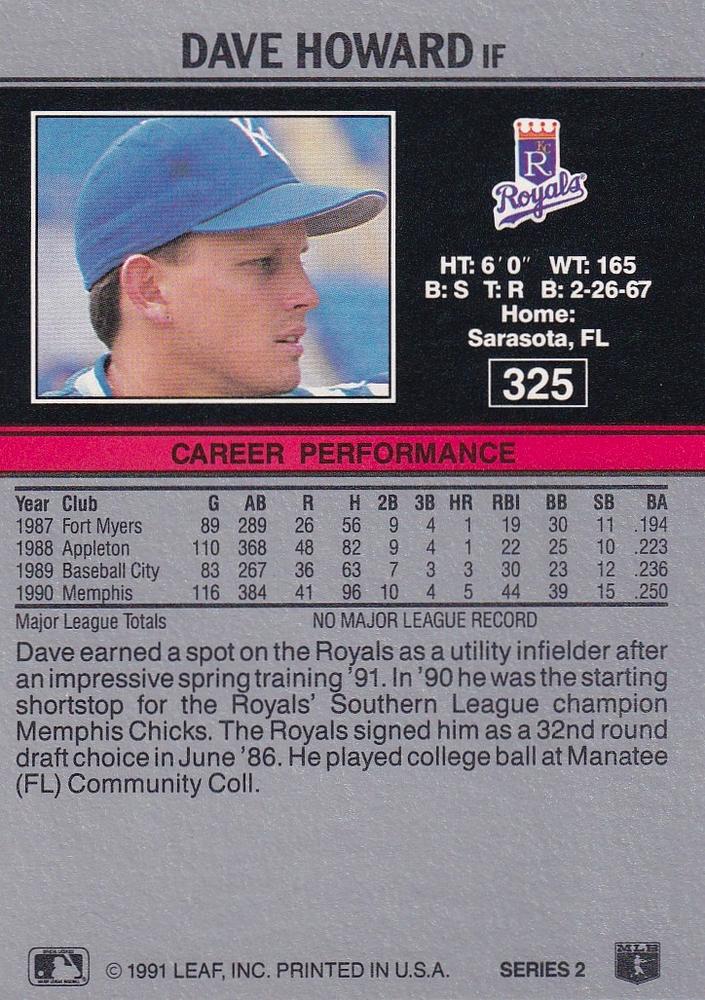 DAVE HOWARD IF
KC
KC
R
Royals
HT: 6'0" WT: 165
B: S T: R B: 2-26-67
Home:
Sarasota, FL
325
CAREER PERFORMANCE
Year Club G AB R H 2B 3B HR RBI BB SB BA
1987 Fort Myers 89 289 26 56 9 4 1 19 30 11 .194
1988 Appleton 110 368 48 82 9 4 1 22 25 10 .223
1989 Baseball City 83 267 36 63 7 3 3 30 23 12 .236
1990 Memphis 116 384 41 96 10 4 5 44 39 15 .250
Major League Totals NO MAJOR LEAGUE RECORD
Dave earned a spot on the Royals as a utility infielder after
an impressive spring training '91. In '90 he was the starting
shortstop for the Royals' Southern League champion
Memphis Chicks. The Royals signed him as a 32nd round
draft choice in June '86. He played college ball at Manatee
(FL) Community Coll.
© 1991 LEAF, INC. PRINTED IN U.S.A. SERIES 2
MLB